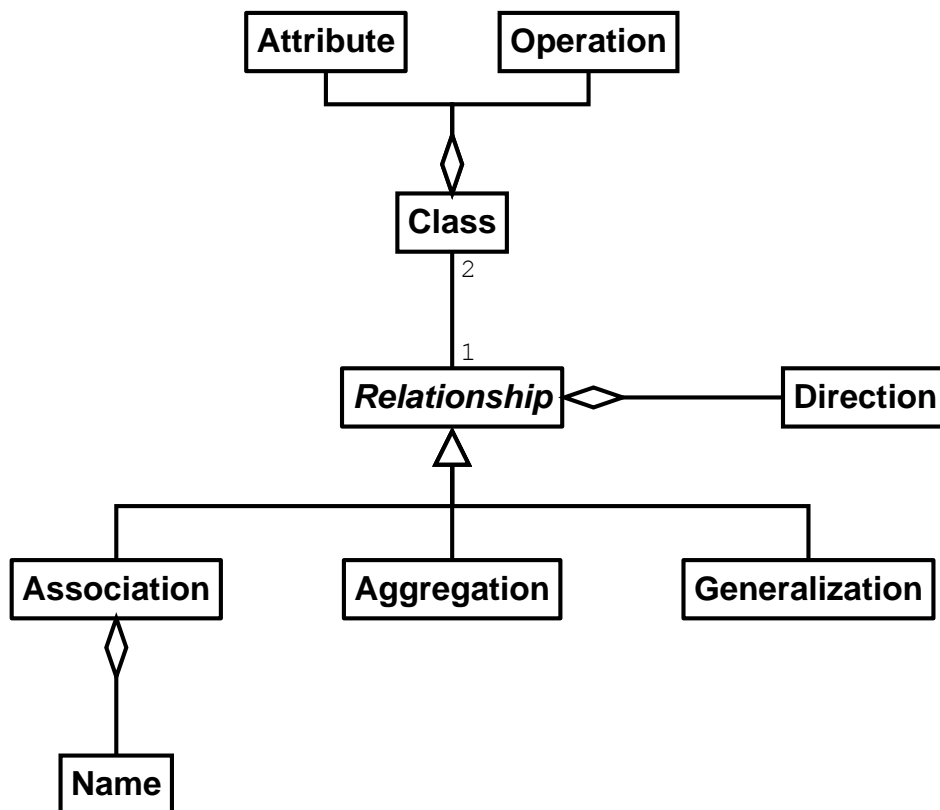 Attribute
Operation
Class
2
1
Relationship
Direction
Association
Aggregation
Generalization
Name